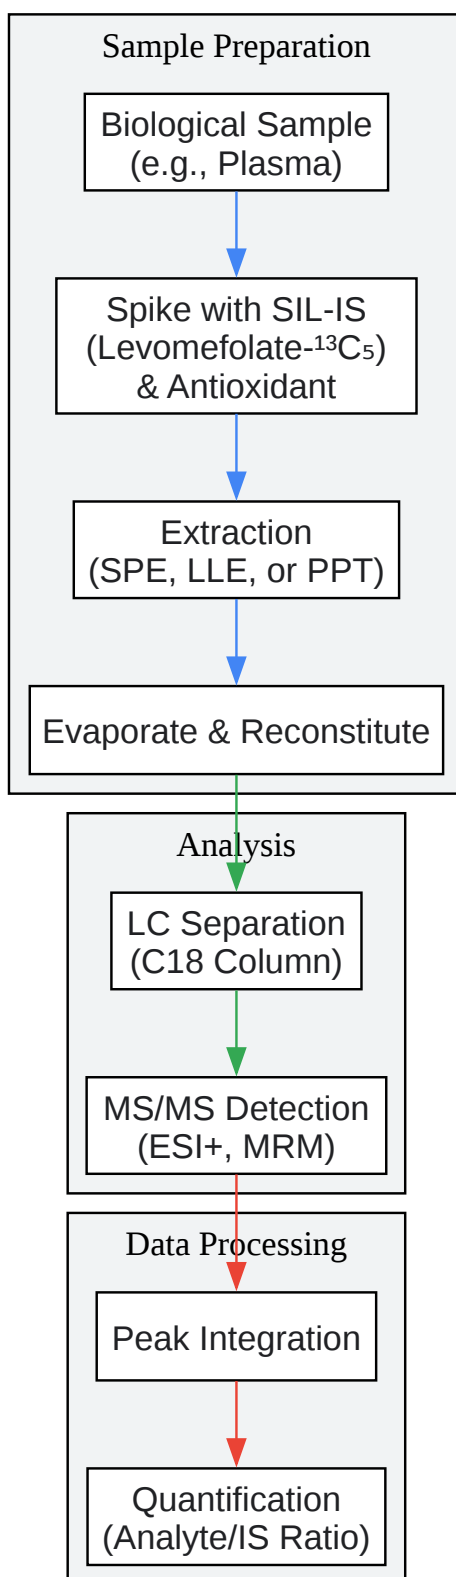 Sample Preparation
Biological Sample
(e.g., Plasma)
Spike with SIL-IS
(Levomefolate-¹³C₅)
& Antioxidant
Extraction
(SPE, LLE, or PPT)
Evaporate & Reconstitute
Analysis
LC Separation
(C18 Column)
MS/MS Detection
(ESI+, MRM)
Data Processing
Peak Integration
Quantification
(Analyte/IS Ratio)